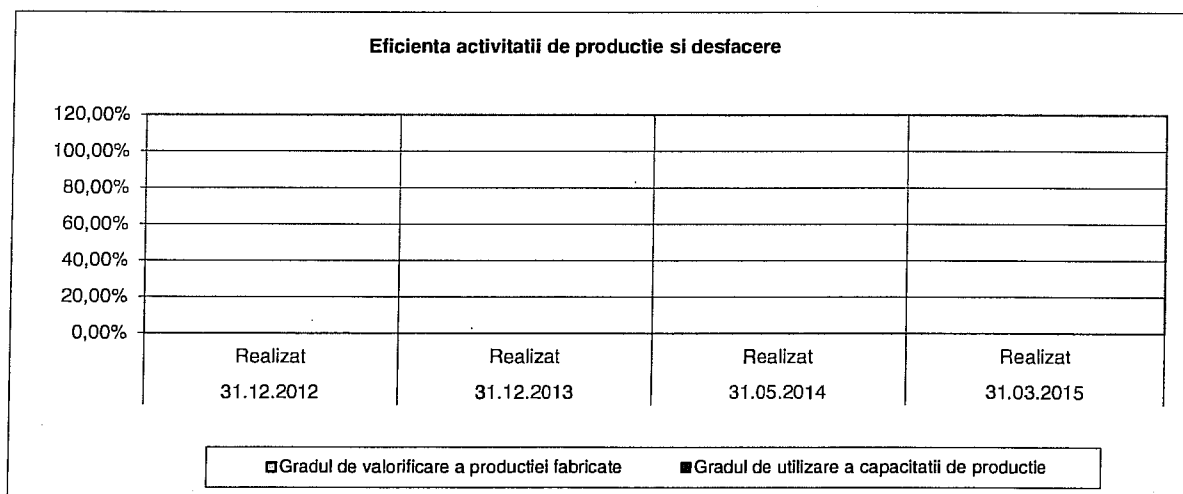 Eficienta activitatii de productie si desfacere
120,00%
100,00%
80,00%
60,00%
40,00%
20,00%
0,00%
Realizat Realizat Realizat Realizat
31.12.2012 31.12.2013 31.05.2014 31.03.2015
Gradul de valorificare a productiei fabricate Gradul de utilizare a capacitatii de productie